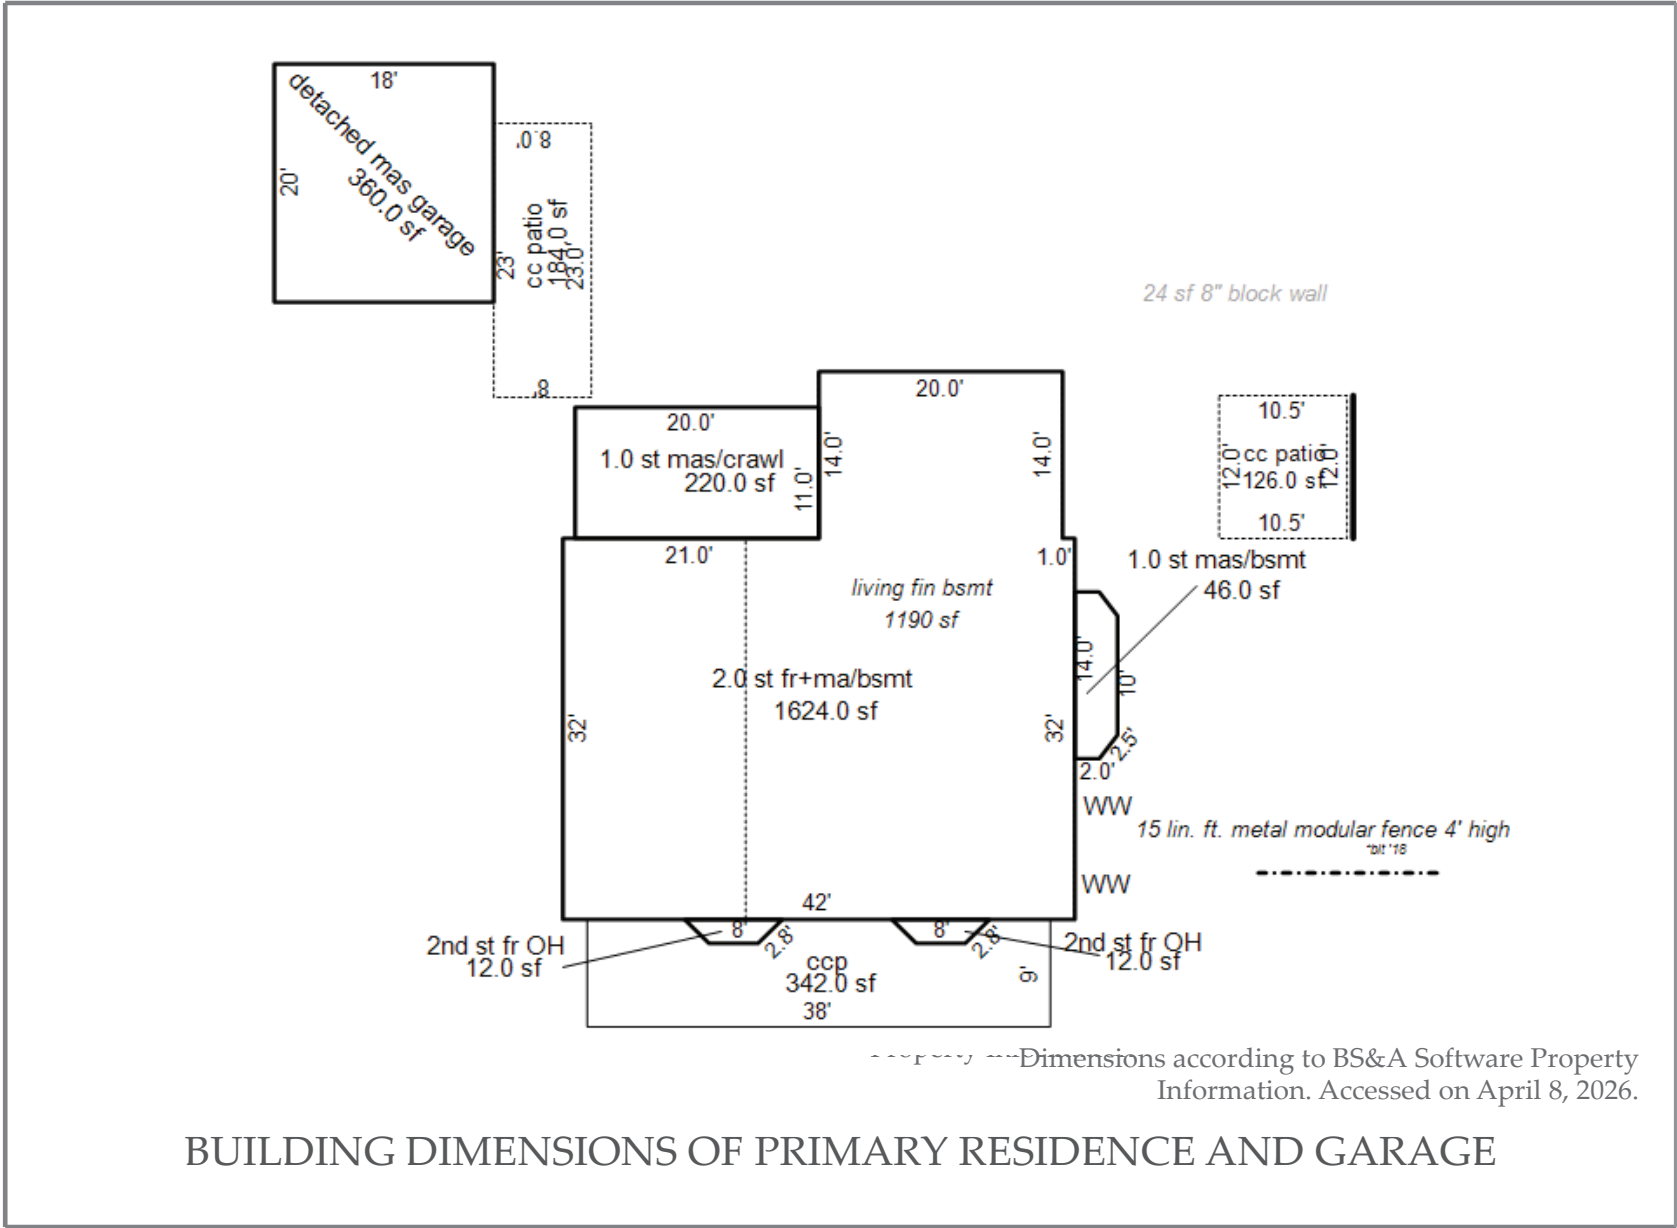 18'
detached mas garage
360.0 sf
20'
8.0'
cc patio
184.0 sf
23.0'
23'
8'
24 sf 8" block wall
20.0'
14.0'
14.0'
20.0'
1.0 st mas/crawl
220.0 sf
11.0'
10.5'
12.0'
cc patio
126.0 sf
12.0'
10.5'
21.0'
1.0'
1.0 st mas/bsmt
46.0 sf
living fin bsmt
1190 sf
14.0'
10'
2.5'
2.0'
2.0 st fr+ma/bsmt
1624.0 sf
32'
32'
WW
15 lin. ft. metal modular fence 4' high
*blt '18
WW
42'
2nd st fr OH
12.0 sf
8'
2.8'
8'
2.8'
2nd st fr OH
12.0 sf
ccp
342.0 sf
9'
38'
Property
Dimensions according to BS&A Software Property
Information. Accessed on April 8, 2026.
BUILDING DIMENSIONS OF PRIMARY RESIDENCE AND GARAGE